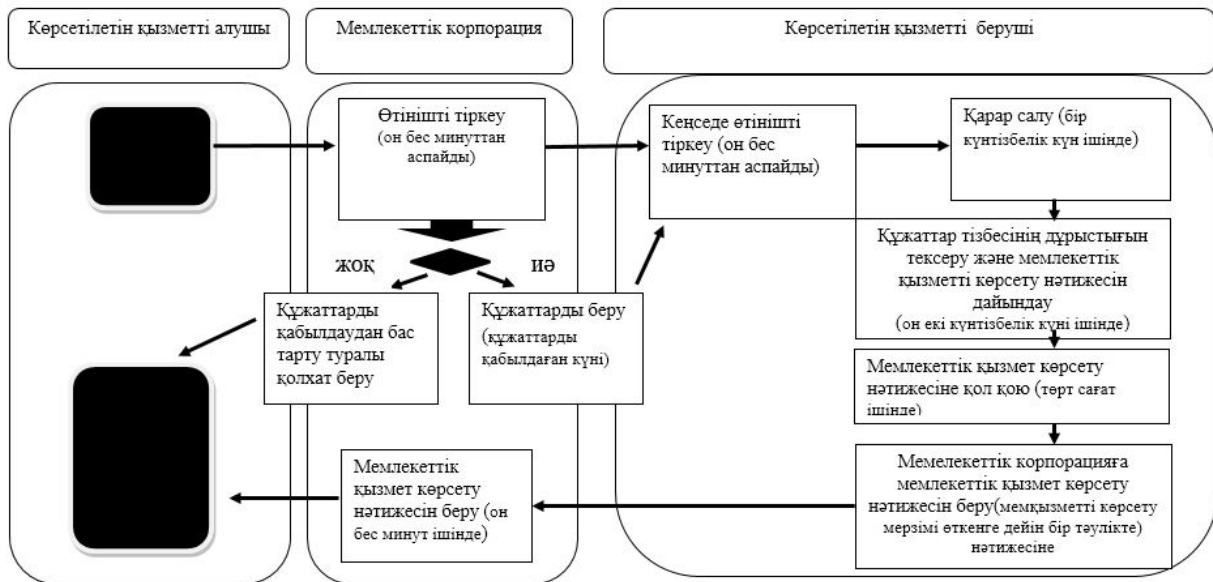 Көрсетілетін қызметті алушы
Мемлекеттік корпорация
Көрсетілетін қызметті беруші
Өтінішті тіркеу
(он бес минуттан
аспайды)
Кеңседе өтінішті
тіркеу (он бес
минуттан аспайды)
Қарар салу (бір
күнтізбелік күн ішінде)
жоқ
иә
Құжаттарды
қабылдаудан бас
тарту туралы
қолхат беру
Құжаттарды беру
(құжаттарды
қабылдаған күні)
Құжаттар тізбесінің дұрыстығын
тексеру және мемлекеттік
қызметті көрсету нәтижесін
дайындау
(он екі күнтізбелік күні ішінде)
Мемлекеттік қызмет көрсету
нәтижесіне қол қою (төрт сағат
ішінде)
Мемелекеттік корпорацияға
мемлекеттік қызмет көрсету
нәтижесін беру(мемқызметті көрсету
мерзімі өткенге дейін бір тәулікте)
нәтижесіне
Мемлекеттік
қызмет көрсету
нәтижесін беру (он
бес минут ішінде)